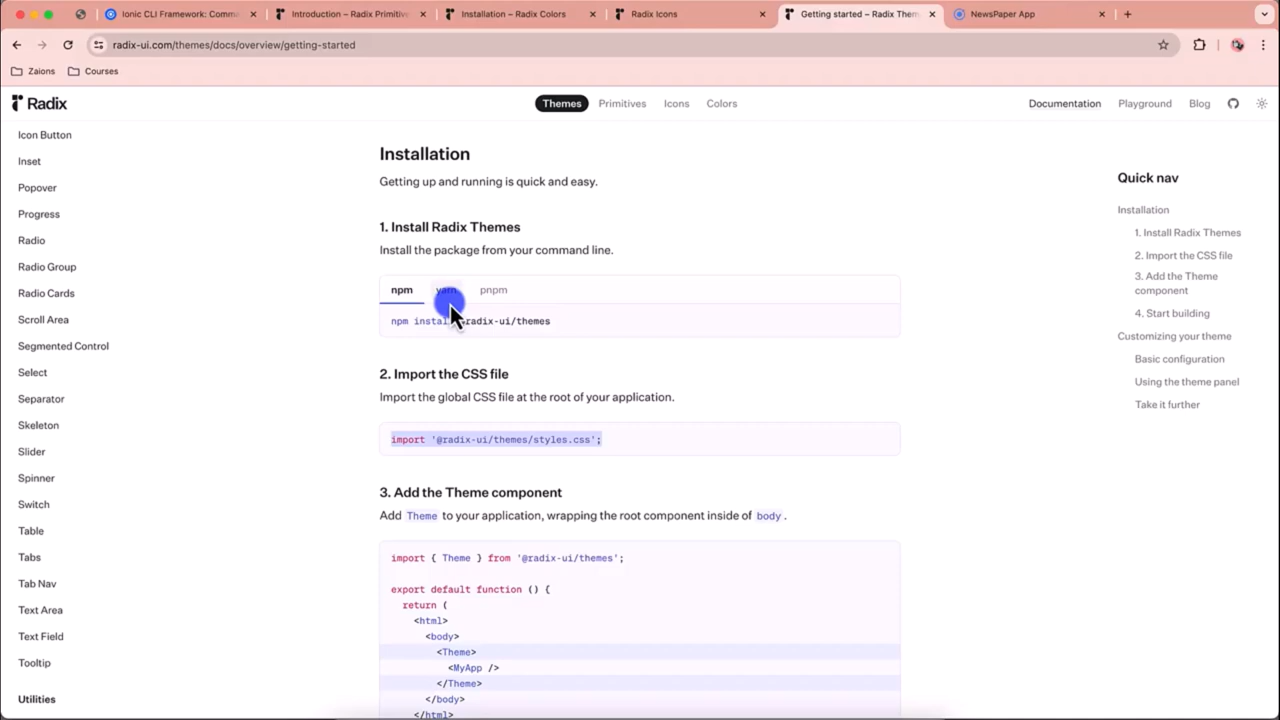 Ionic CLI Framework: Comm
Introduction – Radix Primitive
Installation – Radix Colors
Radix Icons
Getting started – Radix Them
NewsPaper App
radix-ui.com/themes/docs/overview/getting-started
Zaions
Courses
Radix
Themes
Primitives
Icons
Colors
Documentation
Playground
Blog
Icon Button
Inset
Popover
Progress
Radio
Radio Group
Radio Cards
Scroll Area
Segmented Control
Select
Separator
Skeleton
Slider
Spinner
Switch
Table
Tabs
Tab Nav
Text Area
Text Field
Tooltip
Utilities
Installation
Getting up and running is quick and easy.
1. Install Radix Themes
Install the package from your command line.
npm yarn pnpm
npm install @radix-ui/themes
2. Import the CSS file
Import the global CSS file at the root of your application.
import '@radix-ui/themes/styles.css';
3. Add the Theme component
Add Theme to your application, wrapping the root component inside of body .
import { Theme } from '@radix-ui/themes';
export default function () {
return (
<html>
<body>
<Theme>
<MyApp />
</Theme>
</body>
</html>
Quick nav
Installation
1. Install Radix Themes
2. Import the CSS file
3. Add the Theme
component
4. Start building
Customizing your theme
Basic configuration
Using the theme panel
Take it further